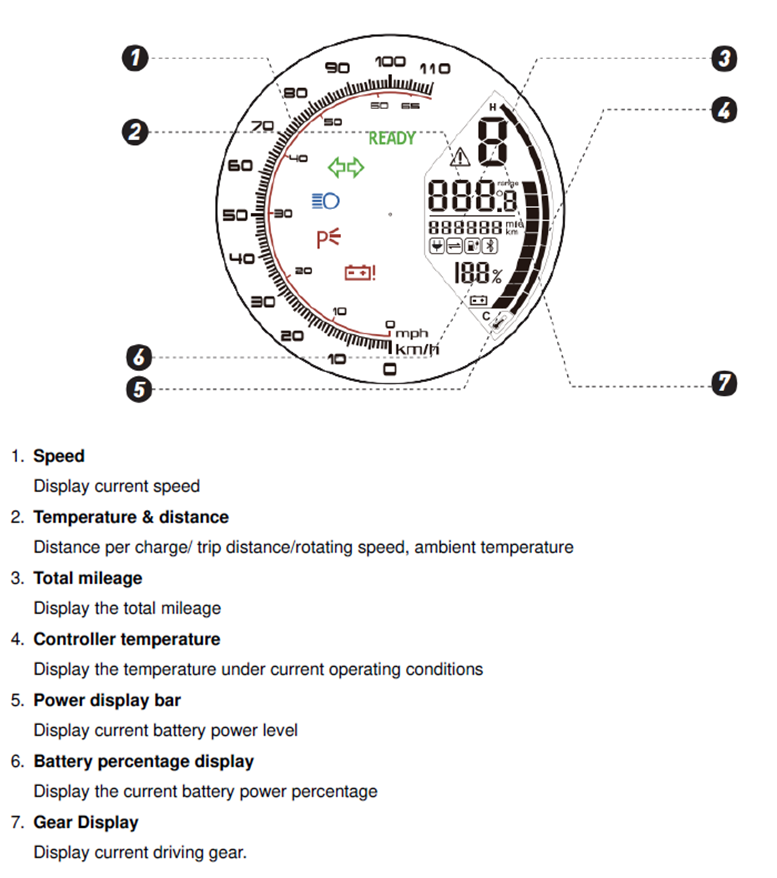 1
2
3
4
5
6
7
100
110
90
80
70
60
50
40
30
20
10
0
60
65
50
40
30
20
10
0
mph
km/h
READY
P
!
H
8
range
888.8
888888 mid
km
188%
C
1. Speed
Display current speed
2. Temperature & distance
Distance per charge/ trip distance/rotating speed, ambient temperature
3. Total mileage
Display the total mileage
4. Controller temperature
Display the temperature under current operating conditions
5. Power display bar
Display current battery power level
6. Battery percentage display
Display the current battery power percentage
7. Gear Display
Display current driving gear.